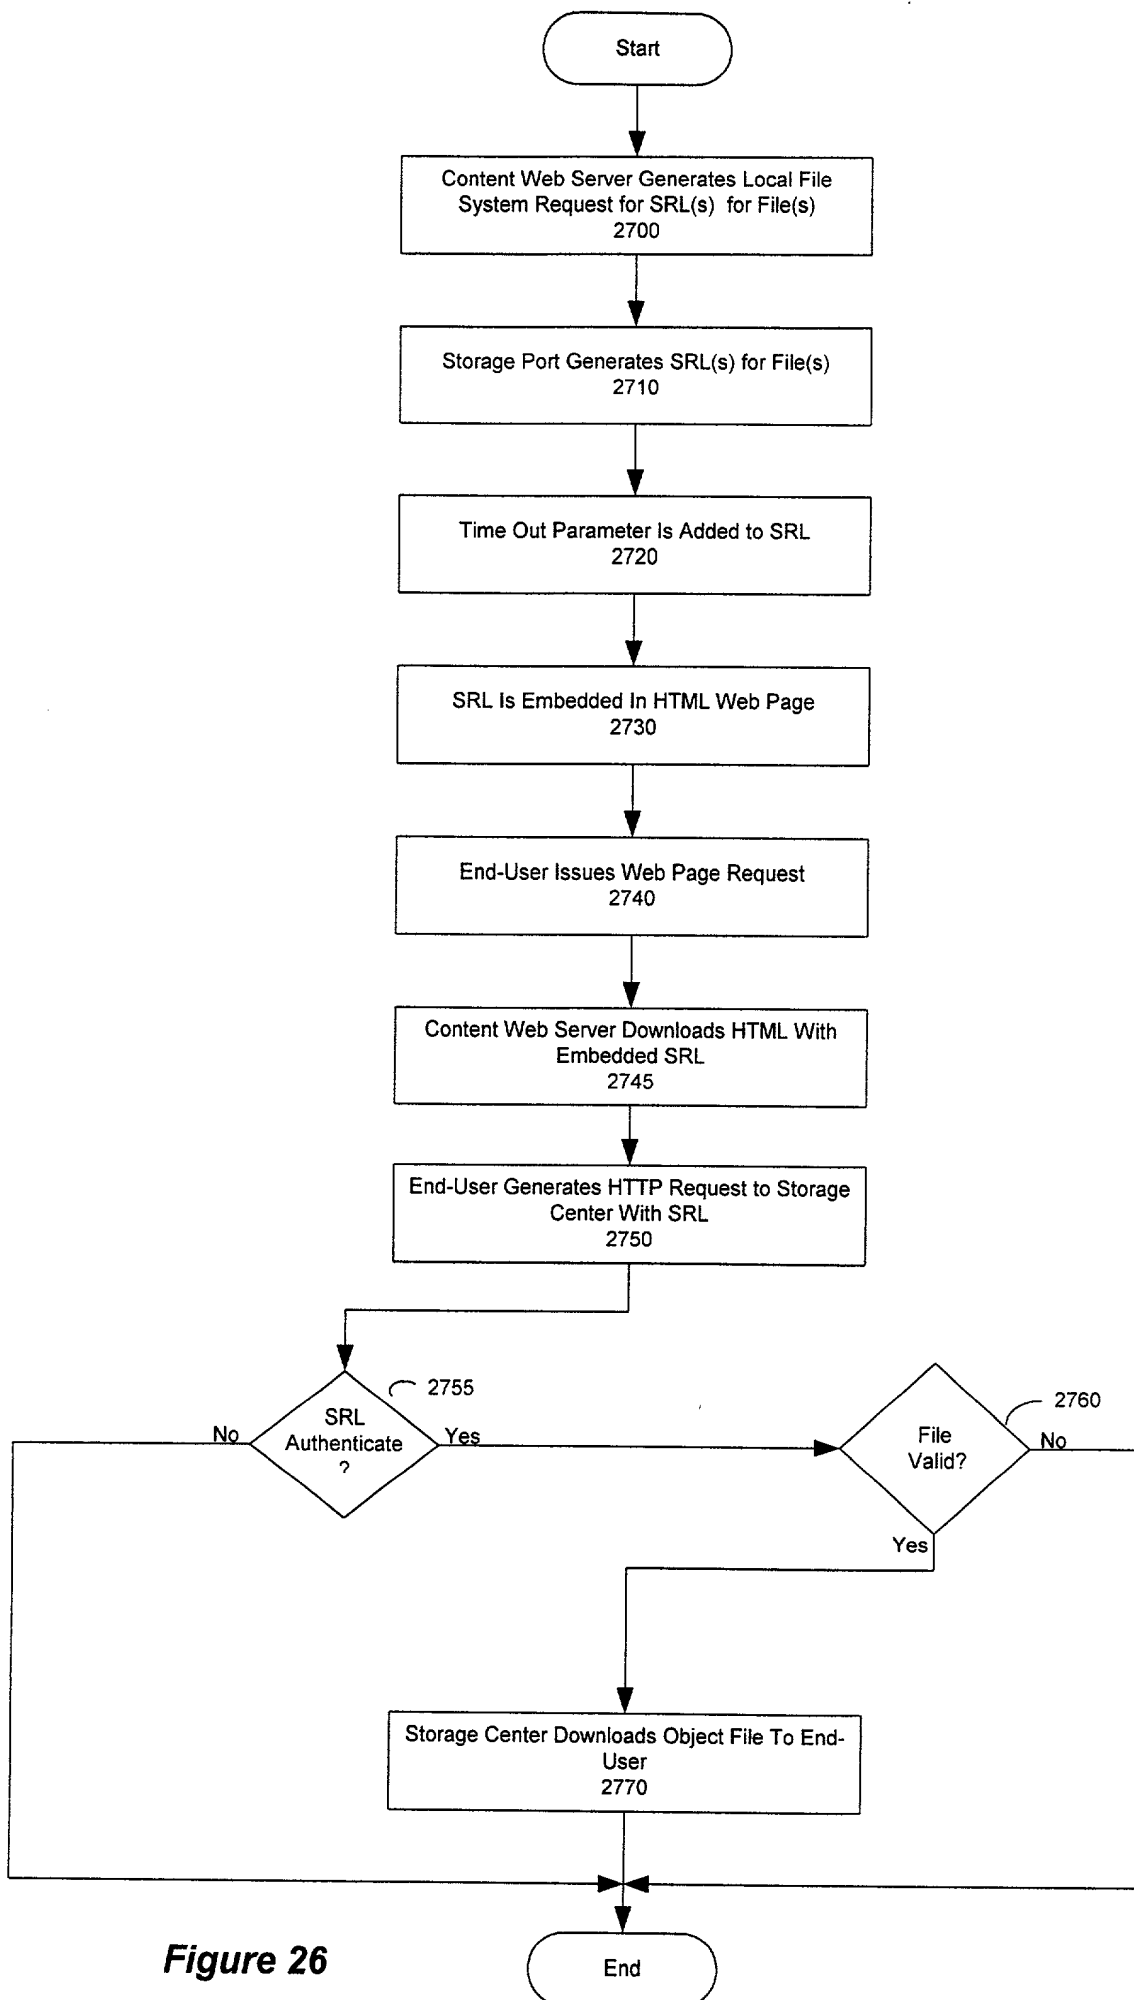 Start
Content Web Server Generates Local File
System Request for SRL(s) for File(s)
2700
Storage Port Generates SRL(s) for File(s)
2710
Time Out Parameter Is Added to SRL
2720
SRL Is Embedded In HTML Web Page
2730
End-User Issues Web Page Request
2740
Content Web Server Downloads HTML With
Embedded SRL
2745
End-User Generates HTTP Request to Storage
Center With SRL
2750
2755
SRL
Authenticate
?
No
Yes
2760
File
Valid?
No
Yes
Storage Center Downloads Object File To End-
User
2770
End
Figure 26